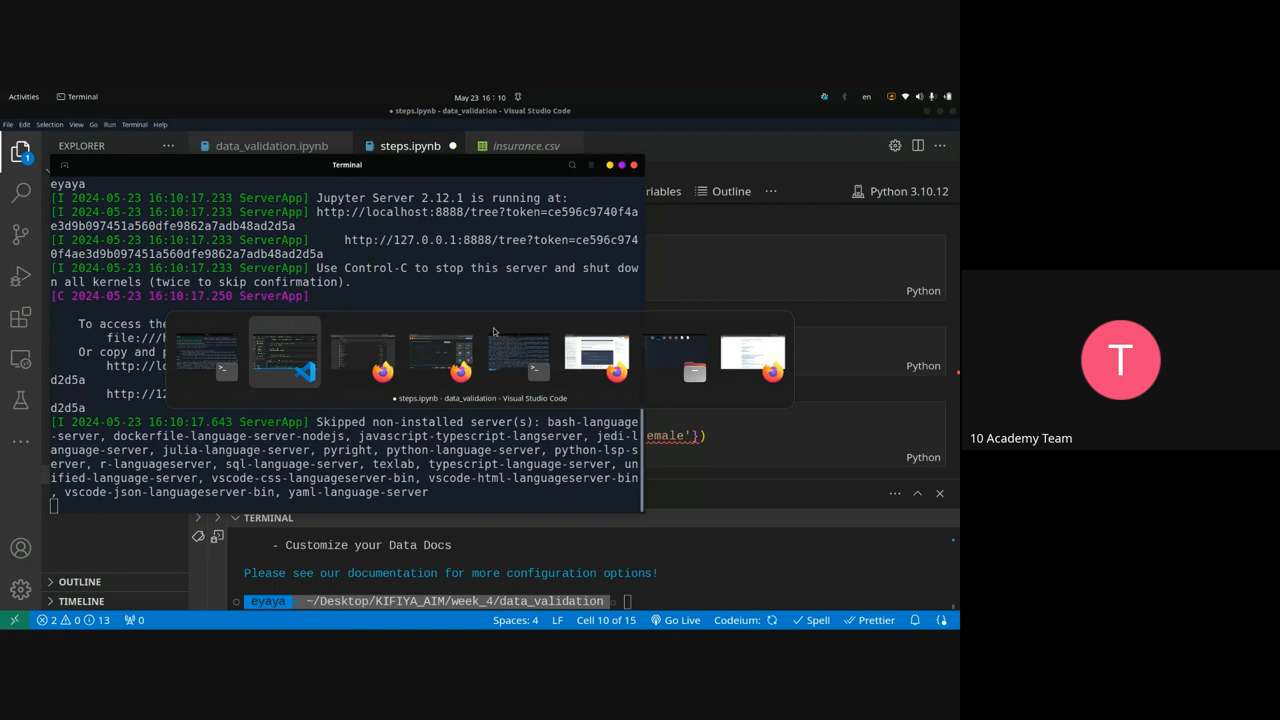 Activities
Terminal
May 23 16:10
en
steps.ipynb - data_validation - Visual Studio Code
File Edit Selection View Go Run Terminal Help
EXPLORER
data_validation.ipynb
steps.ipynb
insurance.csv
1
Terminal
eyaya
[I 2024-05-23 16:10:17.233 ServerApp] Jupyter Server 2.12.1 is running at:
[I 2024-05-23 16:10:17.233 ServerApp] http://localhost:8888/tree?token=ce596c9740f4a
e3d9b097451a560dfe9862a7adb48ad2d5a
[I 2024-05-23 16:10:17.233 ServerApp]     http://127.0.0.1:8888/tree?token=ce596c974
0f4ae3d9b097451a560dfe9862a7adb48ad2d5a
[I 2024-05-23 16:10:17.233 ServerApp] Use Control-C to stop this server and shut dow
n all kernels (twice to skip confirmation).
[C 2024-05-23 16:10:17.250 ServerApp]
To access the
file:///h
Or copy and p
http://lo
d2d5a
http://12
d2d5a
steps.ipynb - data_validation - Visual Studio Code
[I 2024-05-23 16:10:17.643 ServerApp] Skipped non-installed server(s): bash-language
-server, dockerfile-language-server-nodejs, javascript-typescript-langserver, jedi-l
anguage-server, julia-language-server, pyright, python-language-server, python-lsp-s
erver, r-languageserver, sql-language-server, texlab, typescript-language-server, un
ified-language-server, vscode-css-languageserver-bin, vscode-html-languageserver-bin
, vscode-json-languageserver-bin, yaml-language-server
riables
Outline
Python 3.10.12
Python
Python
emale'})
Python
TERMINAL
- Customize your Data Docs
Please see our documentation for more configuration options!
eyaya ~/Desktop/KIFIYA_AIM/week_4/data_validation
OUTLINE
TIMELINE
2 0 13 0
Spaces: 4 LF Cell 10 of 15 Go Live Codeium: Spell Prettier
T
10 Academy Team